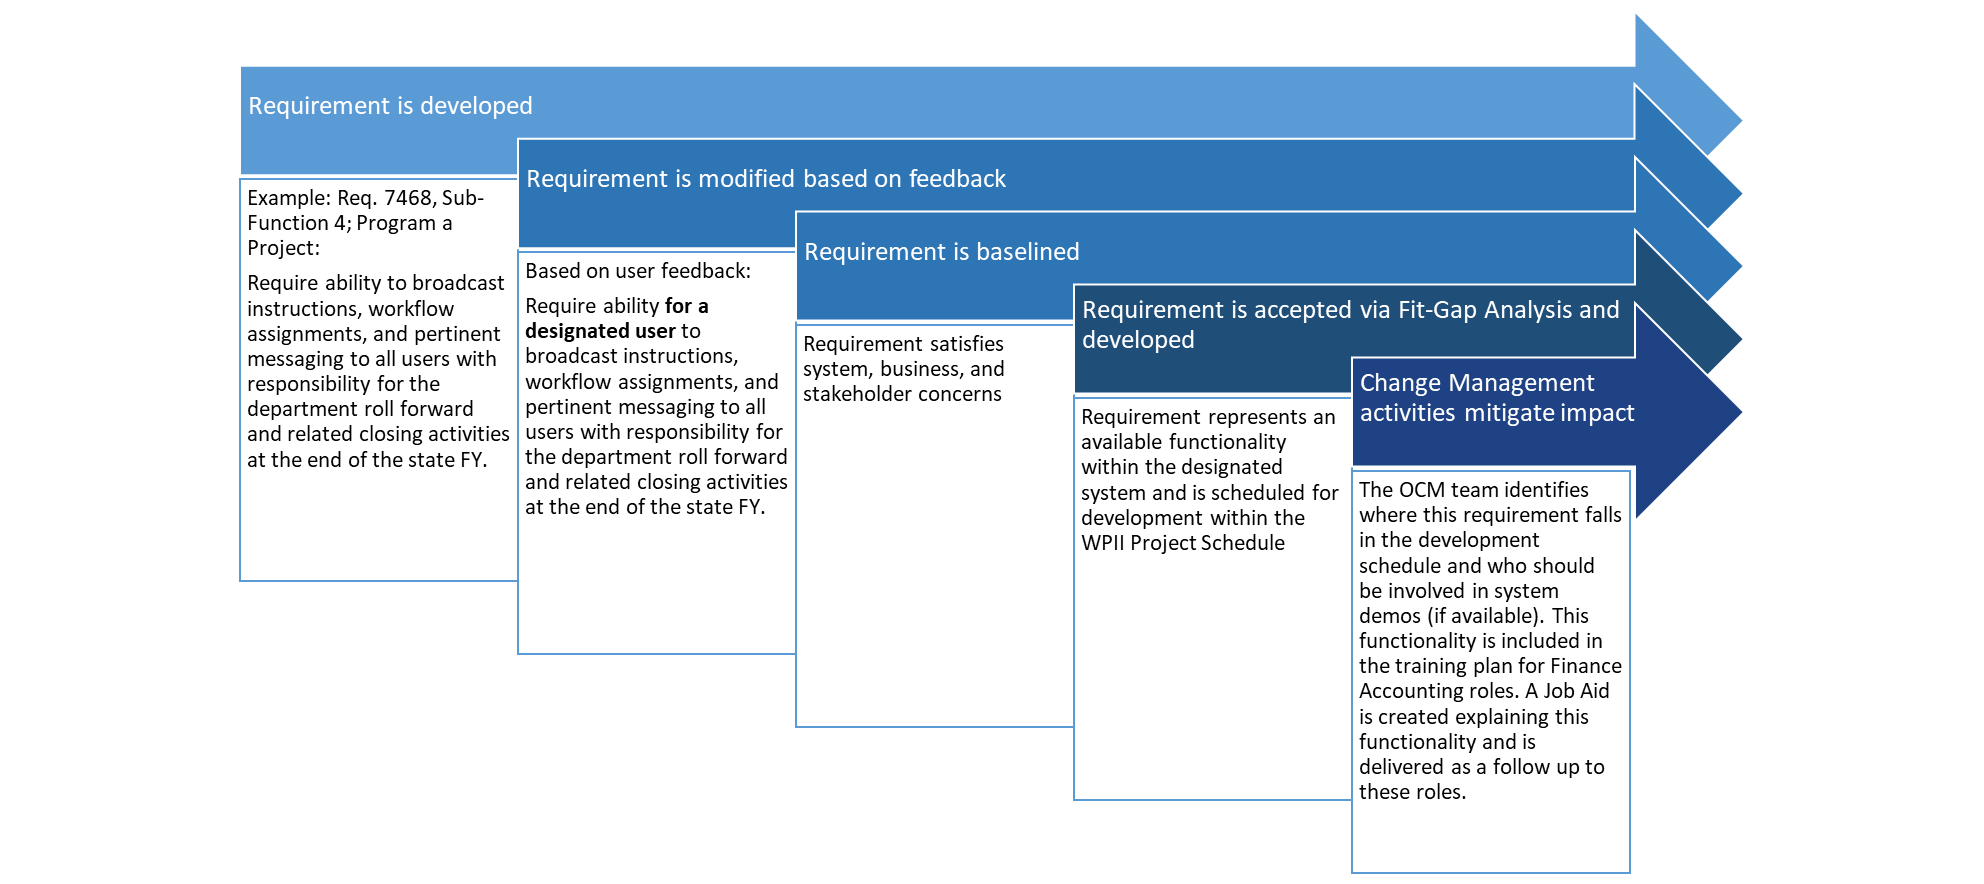 Requirement is developed
Example: Req. 7468, Sub-
Function 4; Program a
Project:
Require ability to broadcast
instructions, workflow
assignments, and pertinent
messaging to all users with
responsibility for the
department roll forward
and related closing activities
at the end of the state FY.
Requirement is modified based on feedback
Based on user feedback:
Require ability for a
designated user to
broadcast instructions,
workflow assignments, and
pertinent messaging to all
users with responsibility for
the department roll forward
and related closing activities
at the end of the state FY.
Requirement is baselined
Requirement satisfies
system, business, and
stakeholder concerns
Requirement is accepted via Fit-Gap Analysis and
developed
Requirement represents an
available functionality
within the designated
system and is scheduled for
development within the
WPII Project Schedule
Change Management
activities mitigate impact
The OCM team identifies
where this requirement falls
in the development
schedule and who should
be involved in system
demos (if available). This
functionality is included in
the training plan for Finance
Accounting roles. A Job Aid
is created explaining this
functionality and is
delivered as a follow up to
these roles.